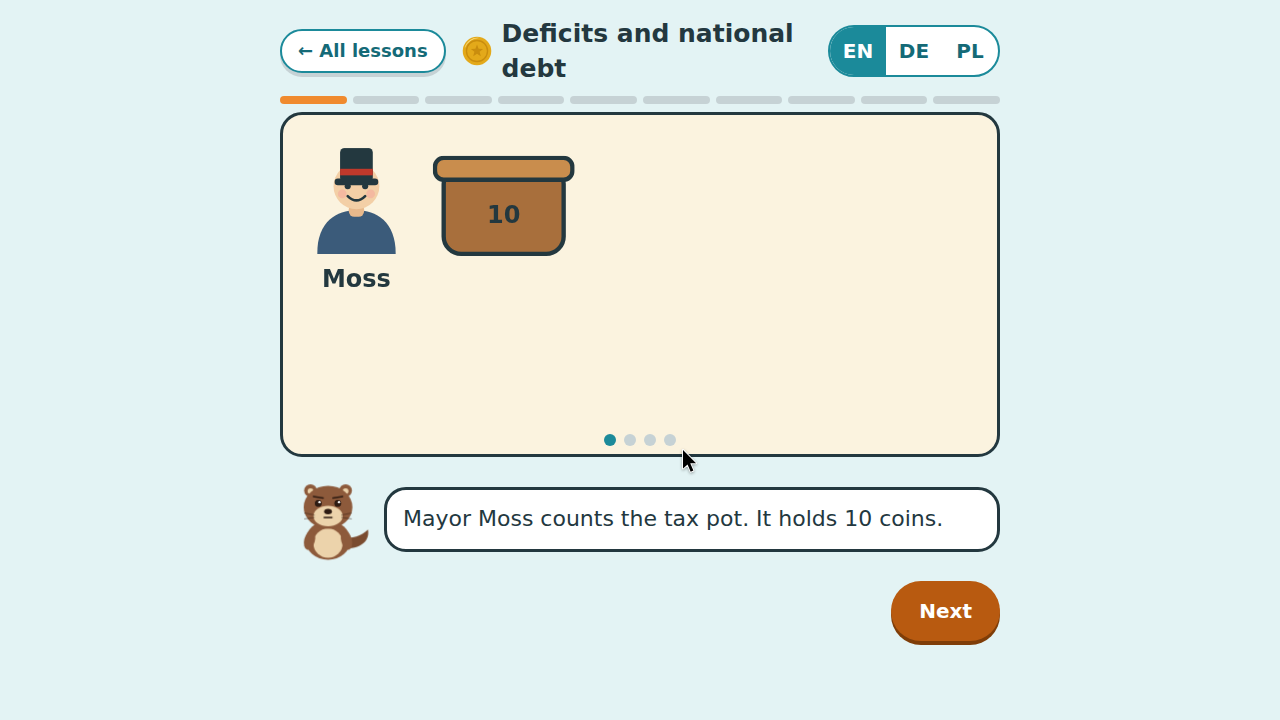 ← All lessons
Deficits and national
debt
EN DE PL
10
Moss
Mayor Moss counts the tax pot. It holds 10 coins.
Next